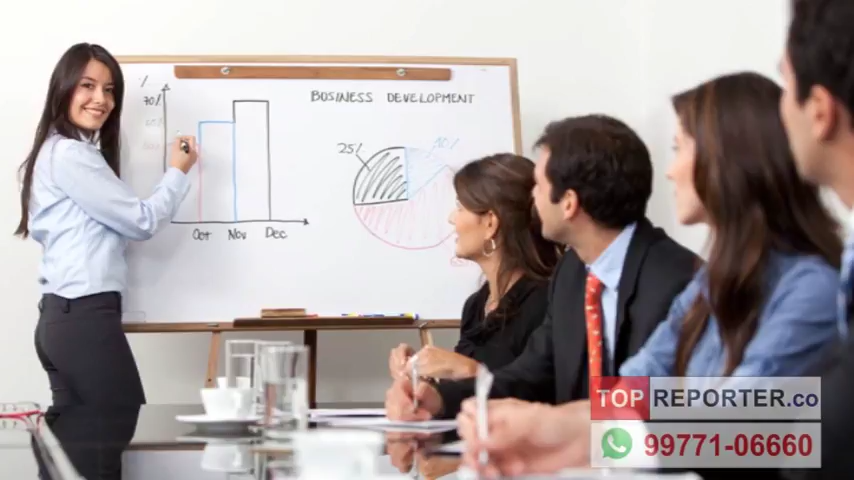 BUSINESS DEVELOPMENT
70%
25%
Oct Nov Dec
TOP REPORTER.co
99771-06660